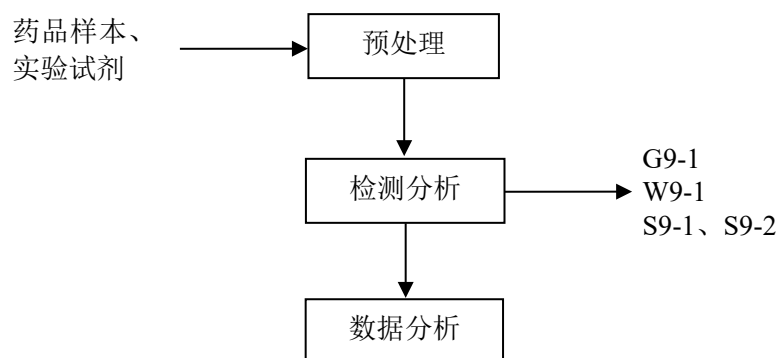 药品样本、
实验试剂
预处理
检测分析
G9-1
W9-1
S9-1、S9-2
数据分析